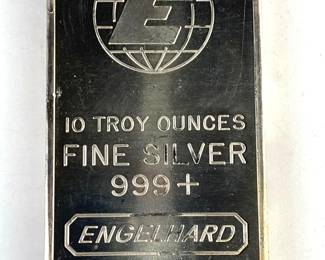 E
10 TROY OUNCES
FINE SILVER
999+
ENGELHARD